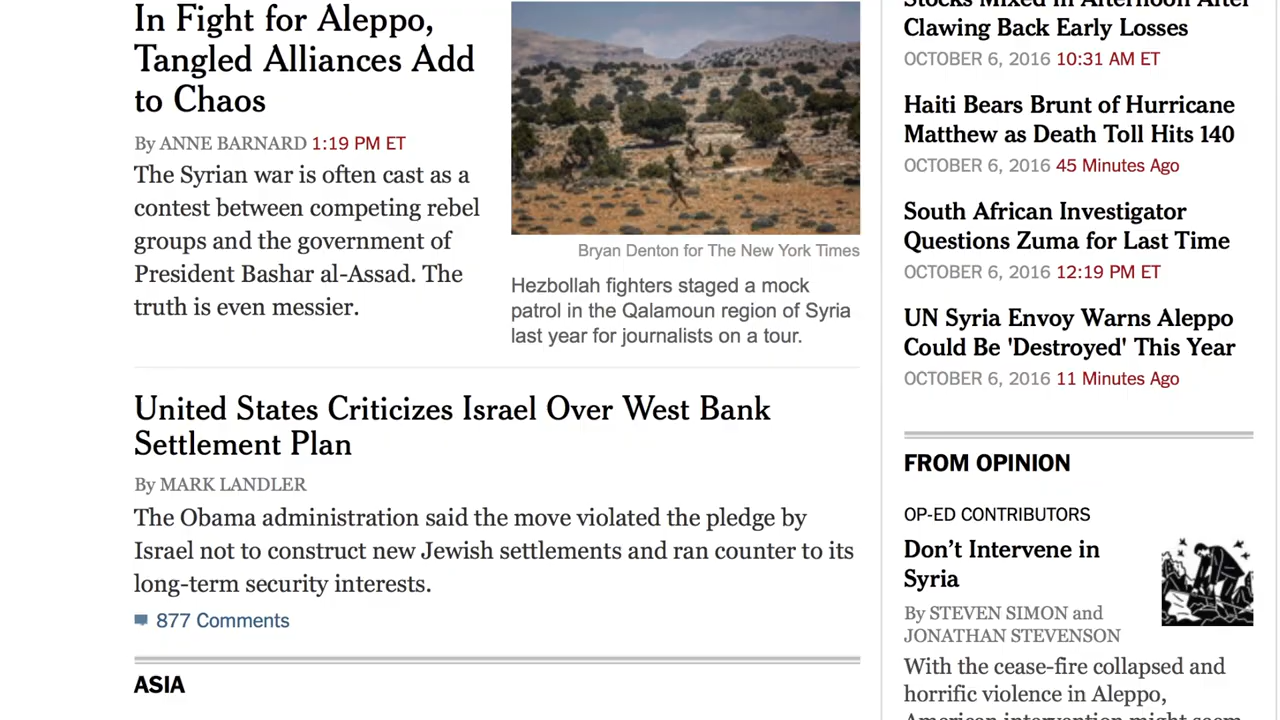 In Fight for Aleppo,
Tangled Alliances Add
to Chaos
By ANNE BARNARD 1:19 PM ET
The Syrian war is often cast as a
contest between competing rebel
groups and the government of
President Bashar al-Assad. The
truth is even messier.
Bryan Denton for The New York Times
Hezbollah fighters staged a mock
patrol in the Qalamoun region of Syria
last year for journalists on a tour.
United States Criticizes Israel Over West Bank
Settlement Plan
By MARK LANDLER
The Obama administration said the move violated the pledge by
Israel not to construct new Jewish settlements and ran counter to its
long-term security interests.
877 Comments
ASIA
Stocks Mixed in Afternoon After
Clawing Back Early Losses
OCTOBER 6, 2016 10:31 AM ET
Haiti Bears Brunt of Hurricane
Matthew as Death Toll Hits 140
OCTOBER 6, 2016 45 Minutes Ago
South African Investigator
Questions Zuma for Last Time
OCTOBER 6, 2016 12:19 PM ET
UN Syria Envoy Warns Aleppo
Could Be 'Destroyed' This Year
OCTOBER 6, 2016 11 Minutes Ago
FROM OPINION
OP-ED CONTRIBUTORS
Don’t Intervene in
Syria
By STEVEN SIMON and
JONATHAN STEVENSON
With the cease-fire collapsed and
horrific violence in Aleppo,
American intervention might seem